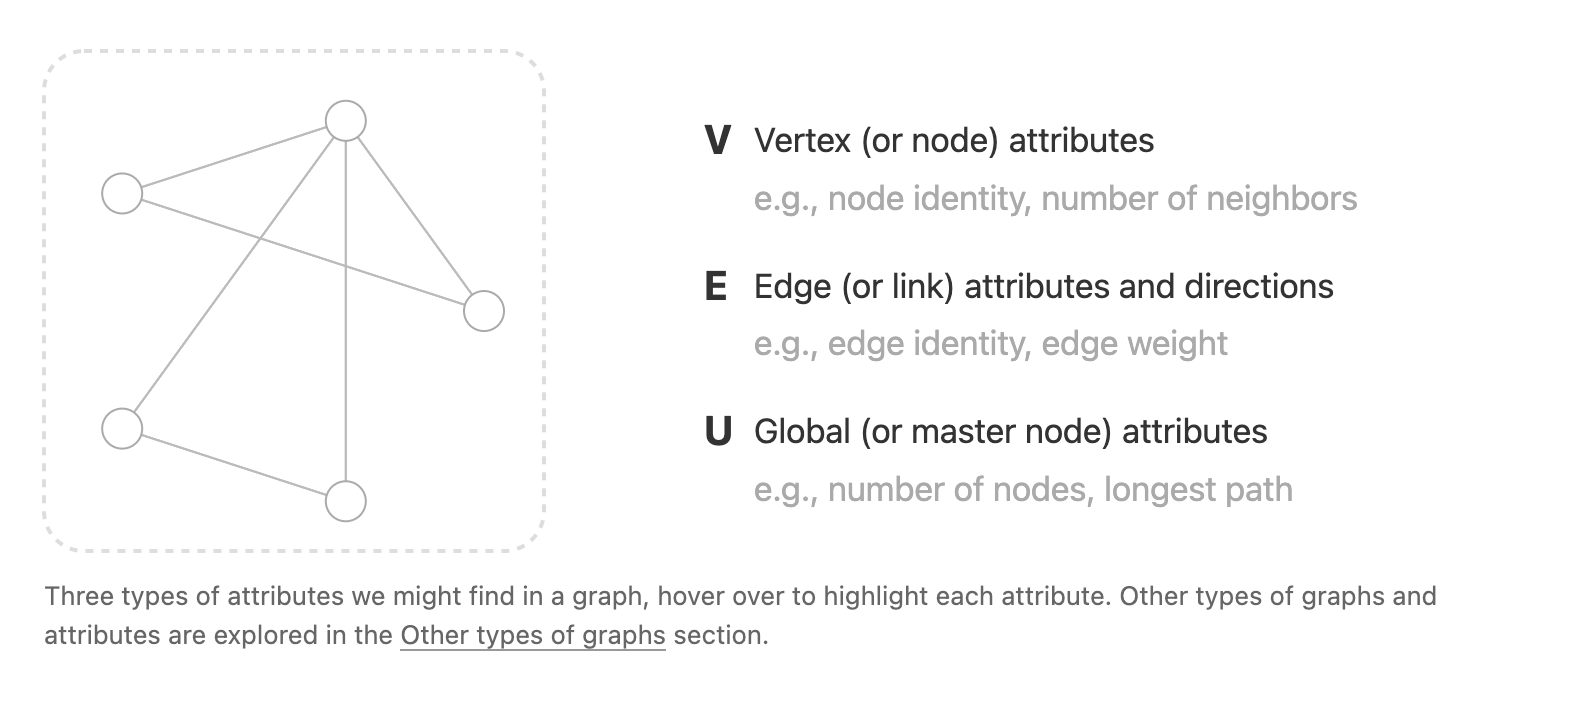 V Vertex (or node) attributes
e.g., node identity, number of neighbors
E Edge (or link) attributes and directions
e.g., edge identity, edge weight
U Global (or master node) attributes
e.g., number of nodes, longest path
Three types of attributes we might find in a graph, hover over to highlight each attribute. Other types of graphs and
attributes are explored in the Other types of graphs section.